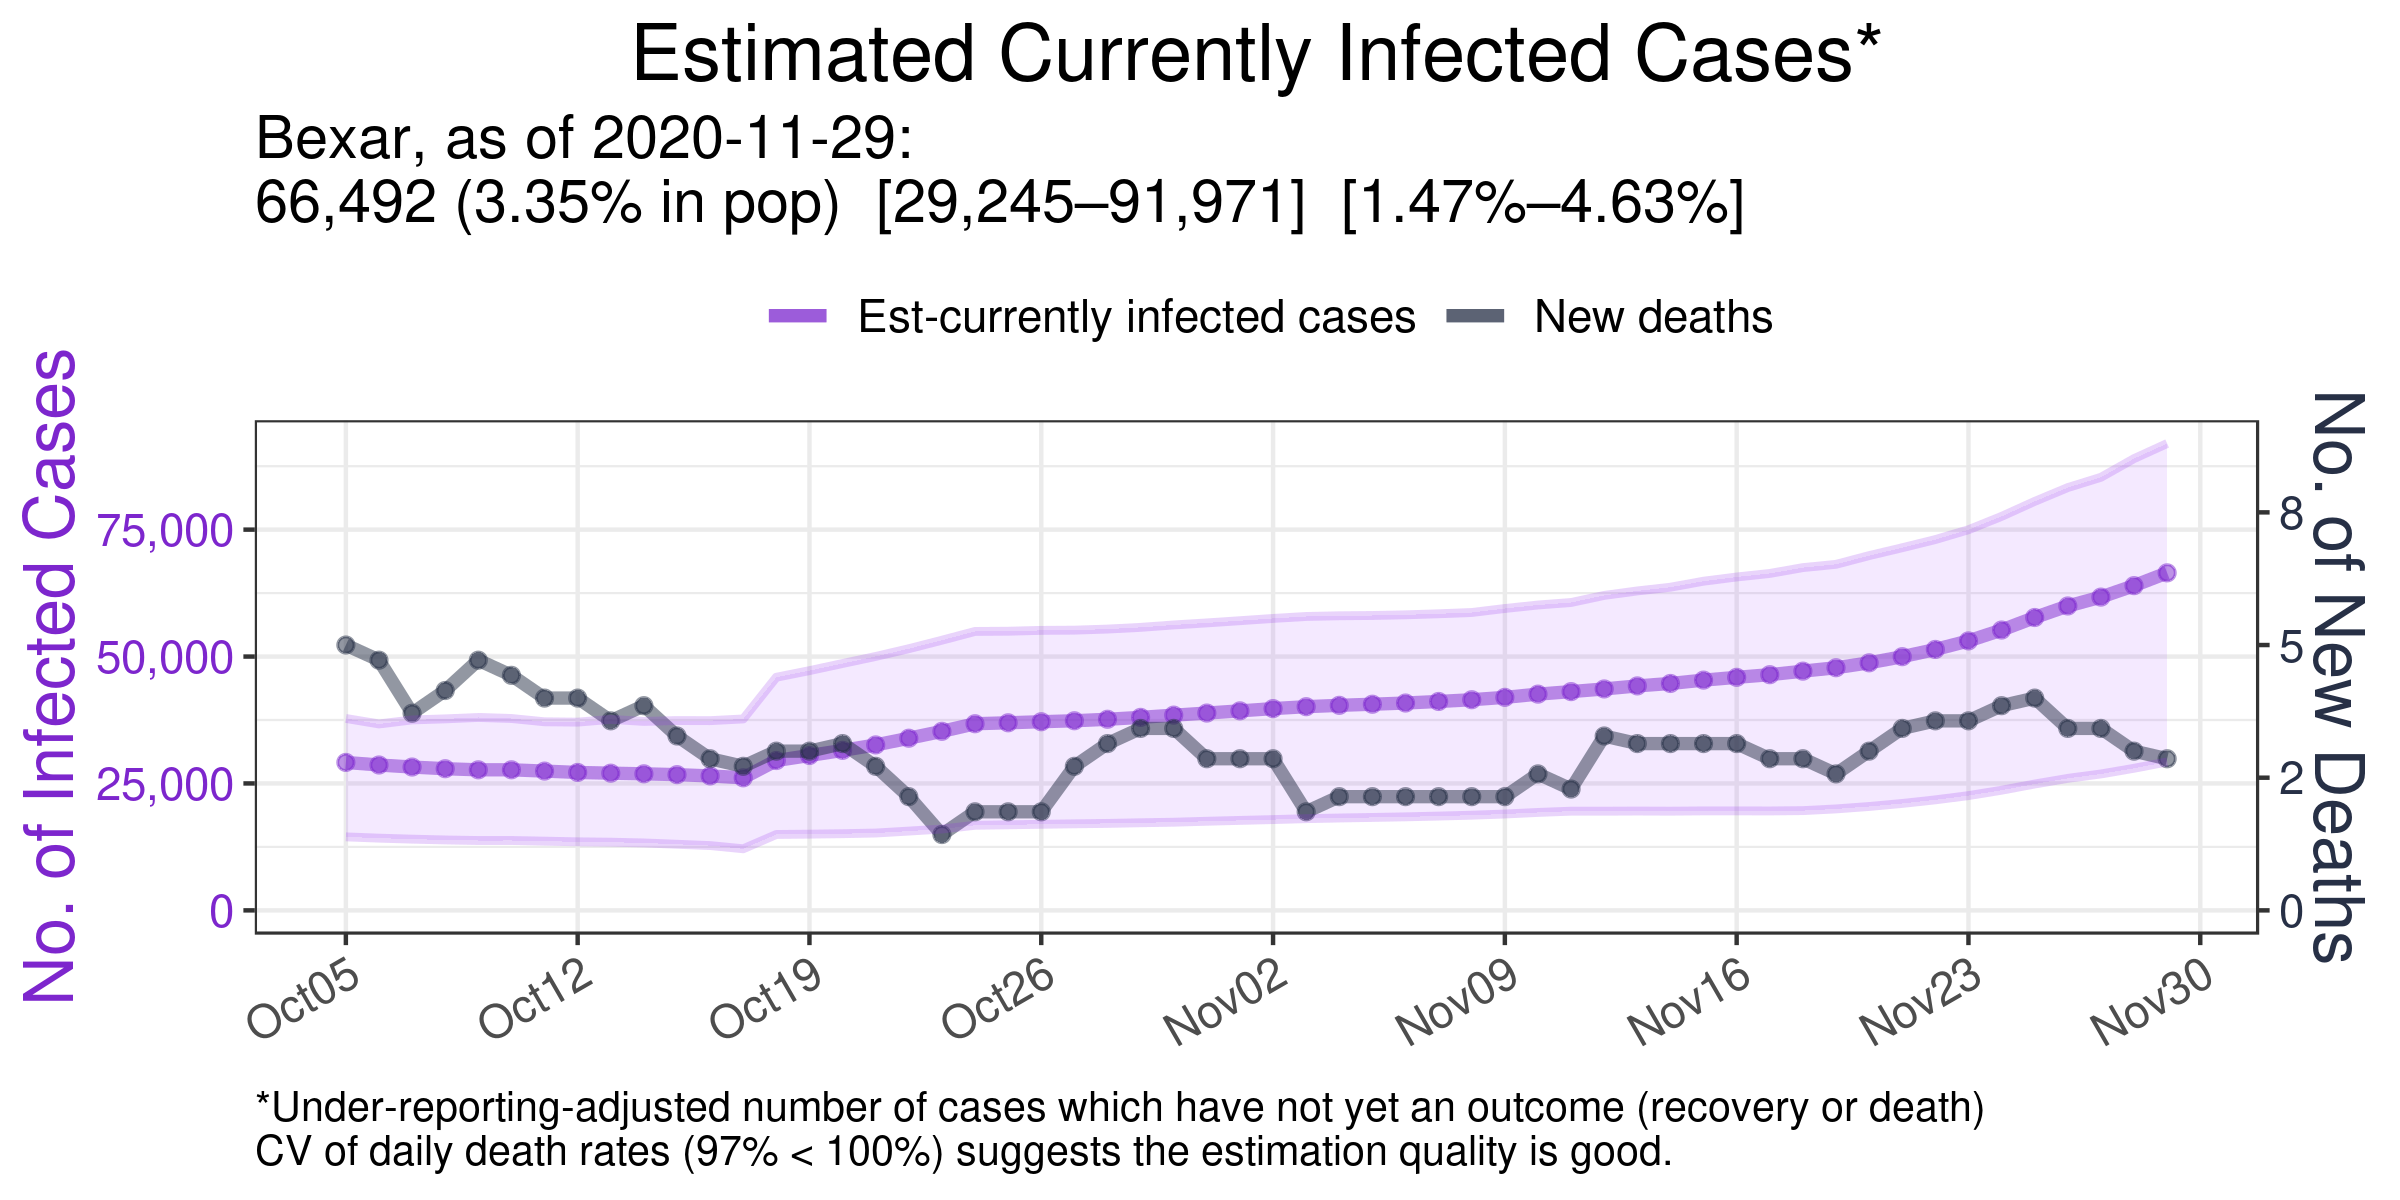 Estimated Currently Infected Cases*
Bexar, as of 2020-11-29:
66,492 (3.35% in pop)  [29,245–91,971]  [1.47%–4.63%]
Est-currently infected cases
New deaths
No. of Infected Cases
75,000
50,000
25,000
0
No. of New Deaths
8
5
2
0
Oct05
Oct12
Oct19
Oct26
Nov02
Nov09
Nov16
Nov23
Nov30
*Under-reporting-adjusted number of cases which have not yet an outcome (recovery or death)
CV of daily death rates (97% < 100%) suggests the estimation quality is good.